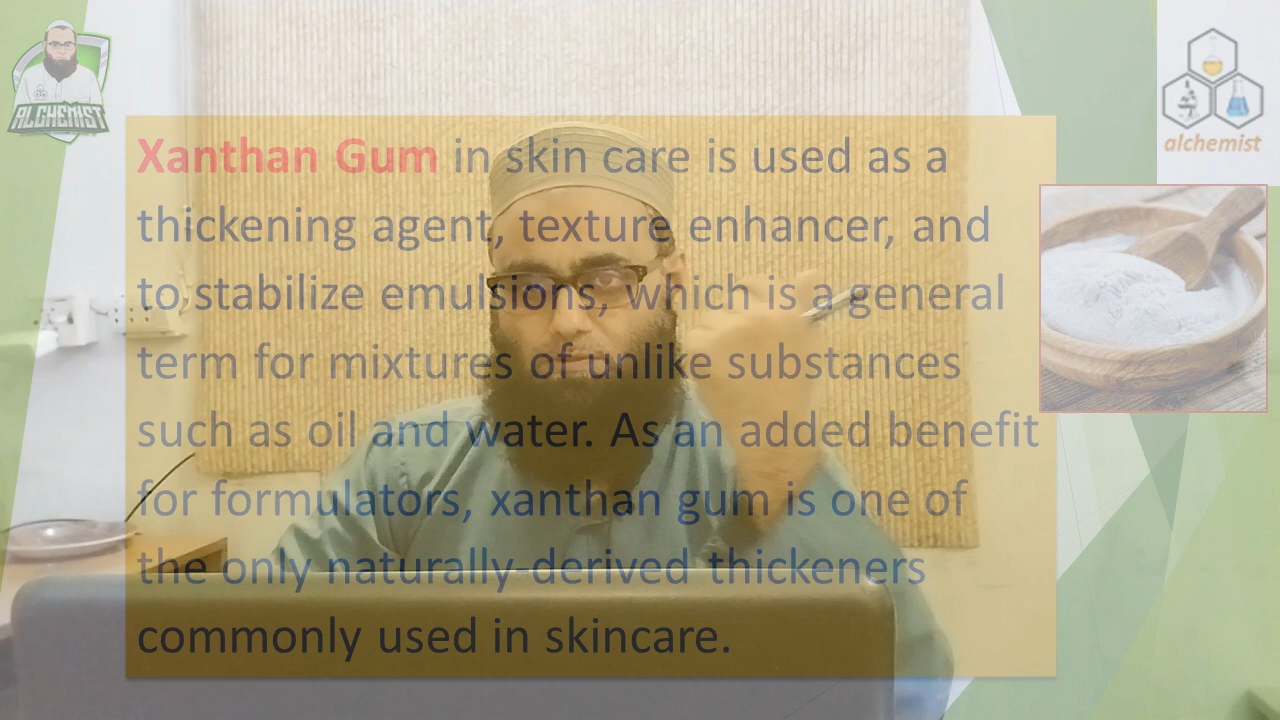 ALCHEMIST
alchemist
Xanthan Gum in skin care is used as a
thickening agent, texture enhancer, and
to stabilize emulsions, which is a general
term for mixtures of unlike substances
such as oil and water. As an added benefit
for formulators, xanthan gum is one of
the only naturally-derived thickeners
commonly used in skincare.